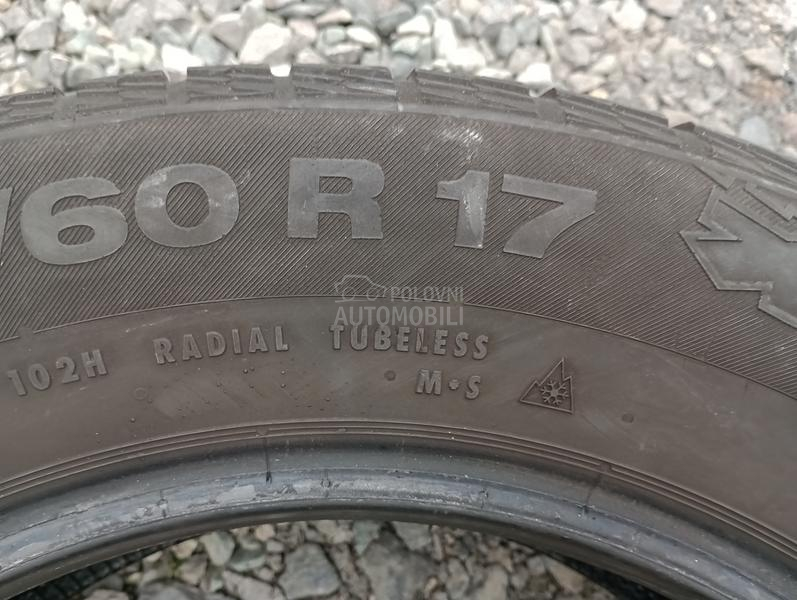 /60 R 17
POLOVNI
AUTOMOBILI
102H RADIAL TUBELESS
M+S